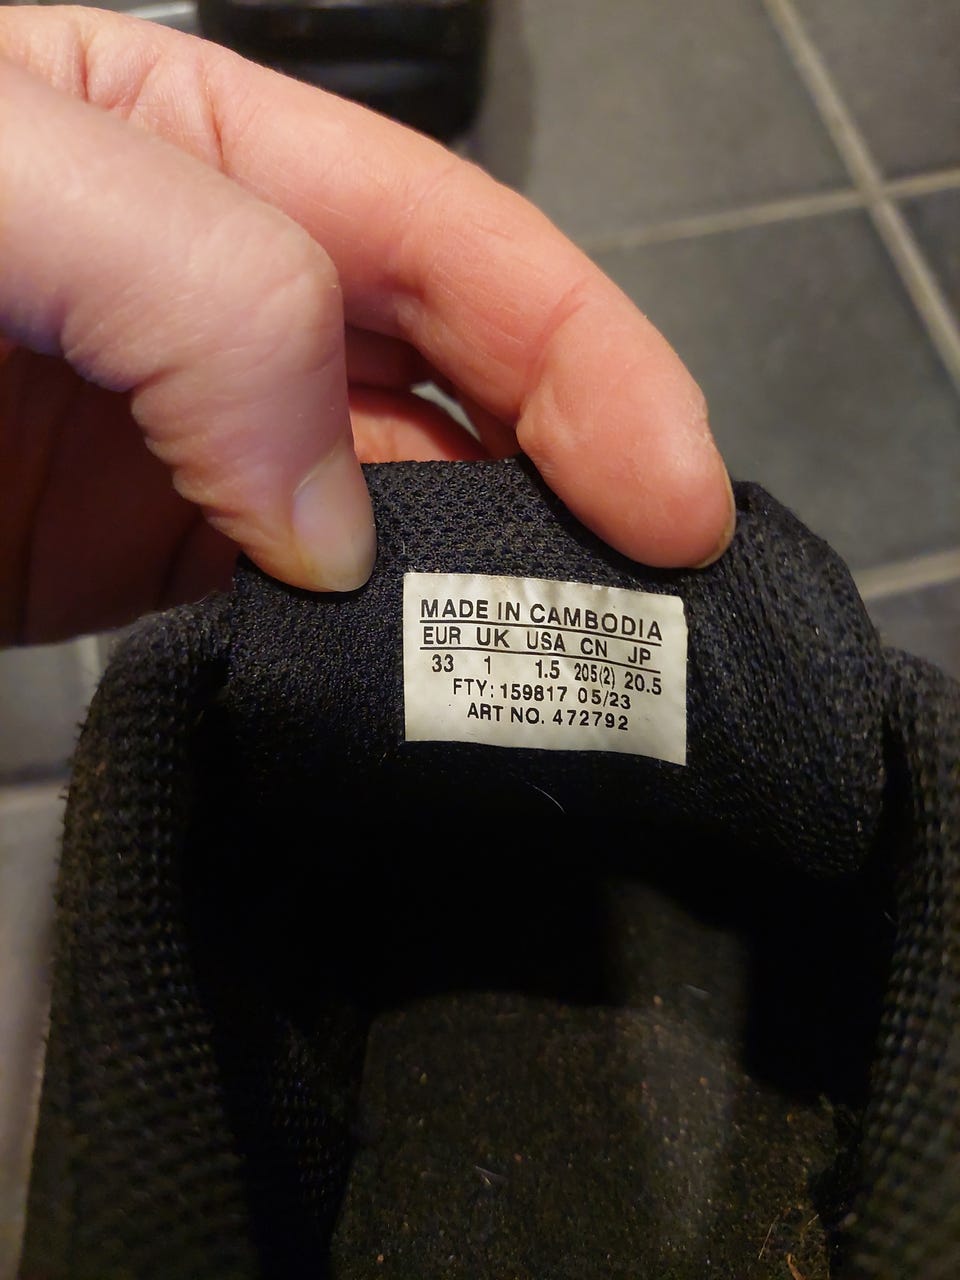 MADE IN CAMBODIA
EUR UK USA CN JP
33 1 1.5 205(2) 20.5
FTY: 159817 05/23
ART NO. 472792